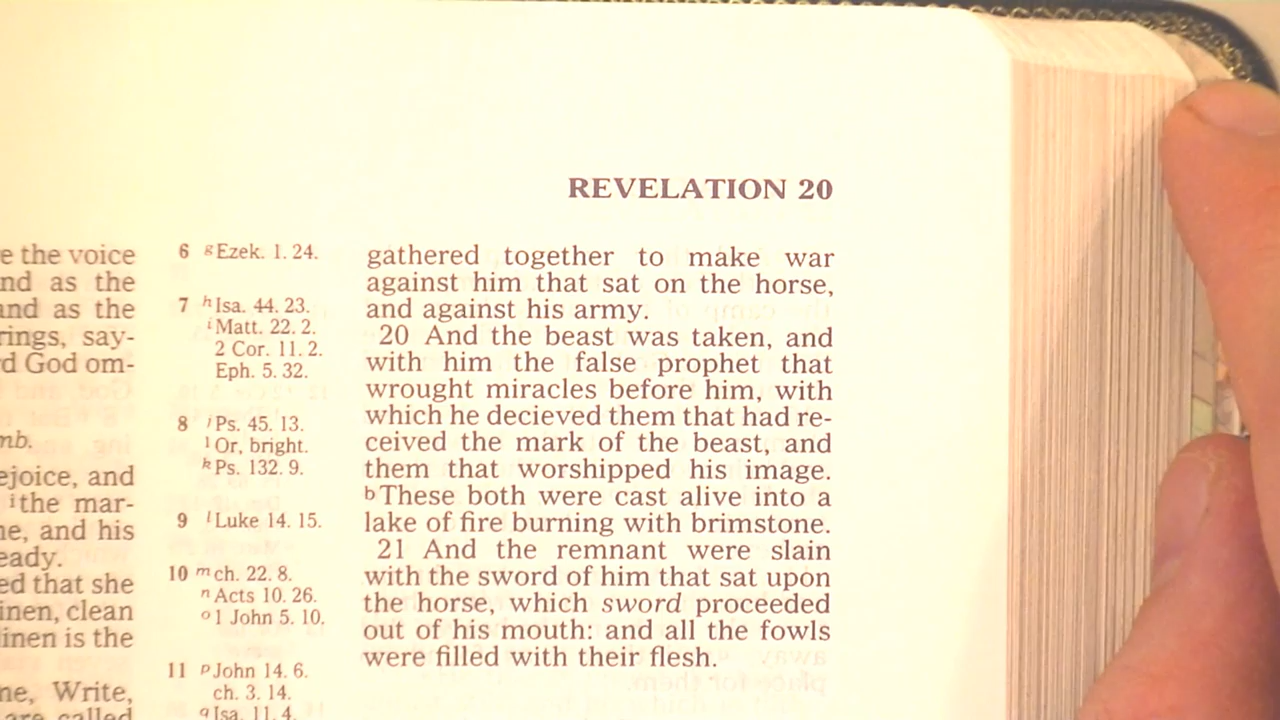 REVELATION 20
e the voice
nd as the
and as the
rings, say-
d God om-
mb.
ejoice, and
i the mar-
ne, and his
eady.
ed that she
inen, clean
inen is the
ne, Write,
are called
6 g Ezek. 1. 24.
7 h Isa. 44. 23.
i Matt. 22. 2.
2 Cor. 11. 2.
Eph. 5. 32.
8 j Ps. 45. 13.
1 Or, bright.
k Ps. 132. 9.
9 l Luke 14. 15.
10 m ch. 22. 8.
n Acts 10. 26.
o 1 John 5. 10.
11 p John 14. 6.
ch. 3. 14.
q Isa. 11. 4.
gathered together to make war
against him that sat on the horse,
and against his army.
20 And the beast was taken, and
with him the false prophet that
wrought miracles before him, with
which he decieved them that had re-
ceived the mark of the beast, and
them that worshipped his image.
b These both were cast alive into a
lake of fire burning with brimstone.
21 And the remnant were slain
with the sword of him that sat upon
the horse, which sword proceeded
out of his mouth: and all the fowls
were filled with their flesh.